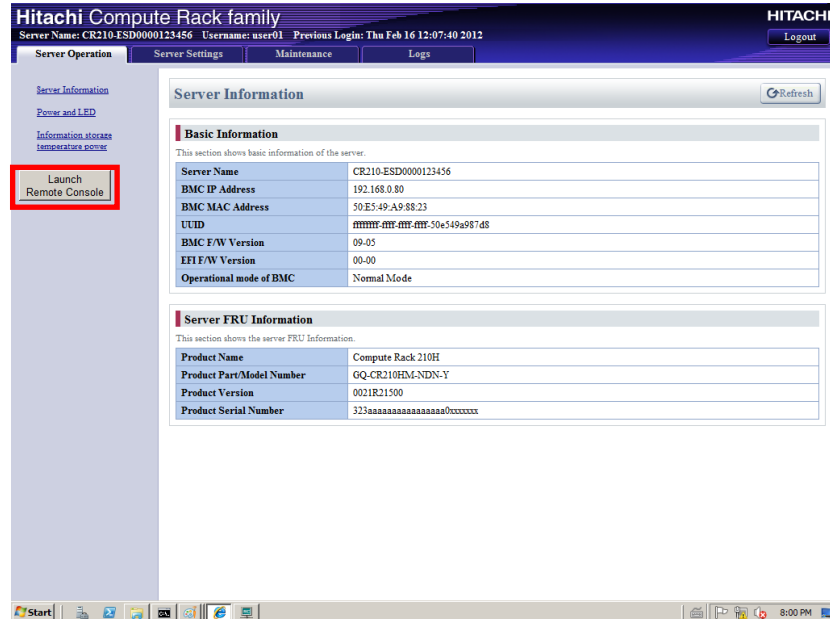 Hitachi Compute Rack family
HITACHI
Server Name: CR210-ESD0000123456 Username: user01 Previous Login: Thu Feb 16 12:07:40 2012
Logout
Server Operation Server Settings Maintenance Logs
Server Information
Power and LED
Information storage
temperature power
Launch
Remote Console
Server Information
Refresh
Basic Information
This section shows basic information of the server.
Server Name CR210-ESD0000123456
BMC IP Address 192.168.0.80
BMC MAC Address 50:E5:49:A9:88:23
UUID ffffffff-ffff-ffff-ffff-50e549a987d8
BMC F/W Version 09-05
EFI F/W Version 00-00
Operational mode of BMC Normal Mode
Server FRU Information
This section shows the server FRU Information.
Product Name Compute Rack 210H
Product Part/Model Number GQ-CR210HM-NDN-Y
Product Version 0021R21500
Product Serial Number 323aaaaaaaaaaaaaaaa0xxxxxx
Start
8:00 PM